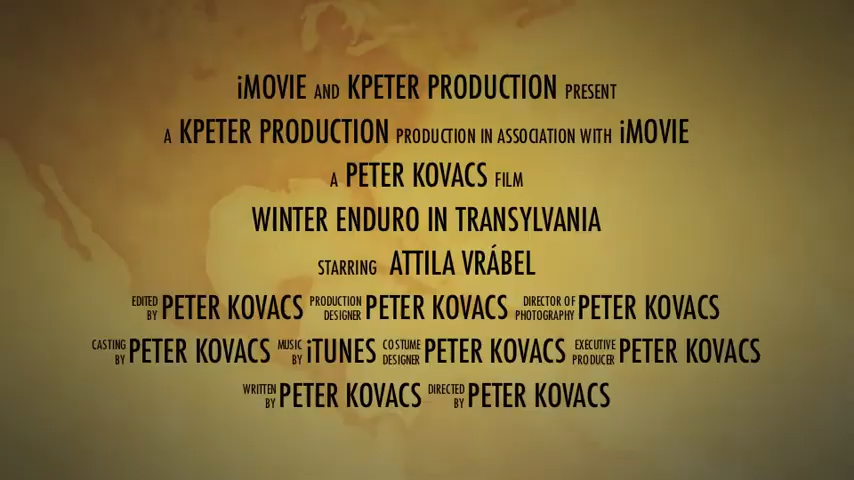 iMOVIE AND KPETER PRODUCTION PRESENT
A KPETER PRODUCTION PRODUCTION IN ASSOCIATION WITH iMOVIE
A PETER KOVACS FILM
WINTER ENDURO IN TRANSYLVANIA
STARRING ATTILA VRÁBEL
EDITED BY PETER KOVACS PRODUCTION DESIGNER PETER KOVACS DIRECTOR OF PHOTOGRAPHY PETER KOVACS
CASTING BY PETER KOVACS MUSIC BY iTUNES COSTUME DESIGNER PETER KOVACS EXECUTIVE PRODUCER PETER KOVACS
WRITTEN BY PETER KOVACS DIRECTED BY PETER KOVACS